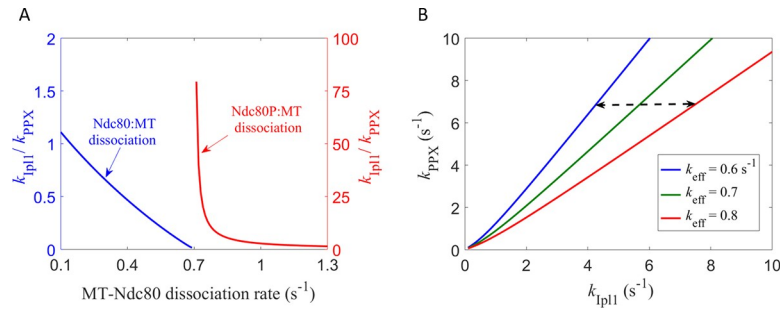 A
B
2
1.5
1
0.5
0
k_Ipl1 / k_PPX
Ndc80:MT
dissociation
Ndc80P:MT
dissociation
100
75
50
25
0
k_Ipl1 / k_PPX
0.1 0.4 0.7 1 1.3
MT-Ndc80 dissociation rate (s⁻¹)
10
8
6
4
2
0
k_PPX (s⁻¹)
k_eff = 0.6 s⁻¹
k_eff = 0.7
k_eff = 0.8
0 2 4 6 8 10
k_Ipl1 (s⁻¹)